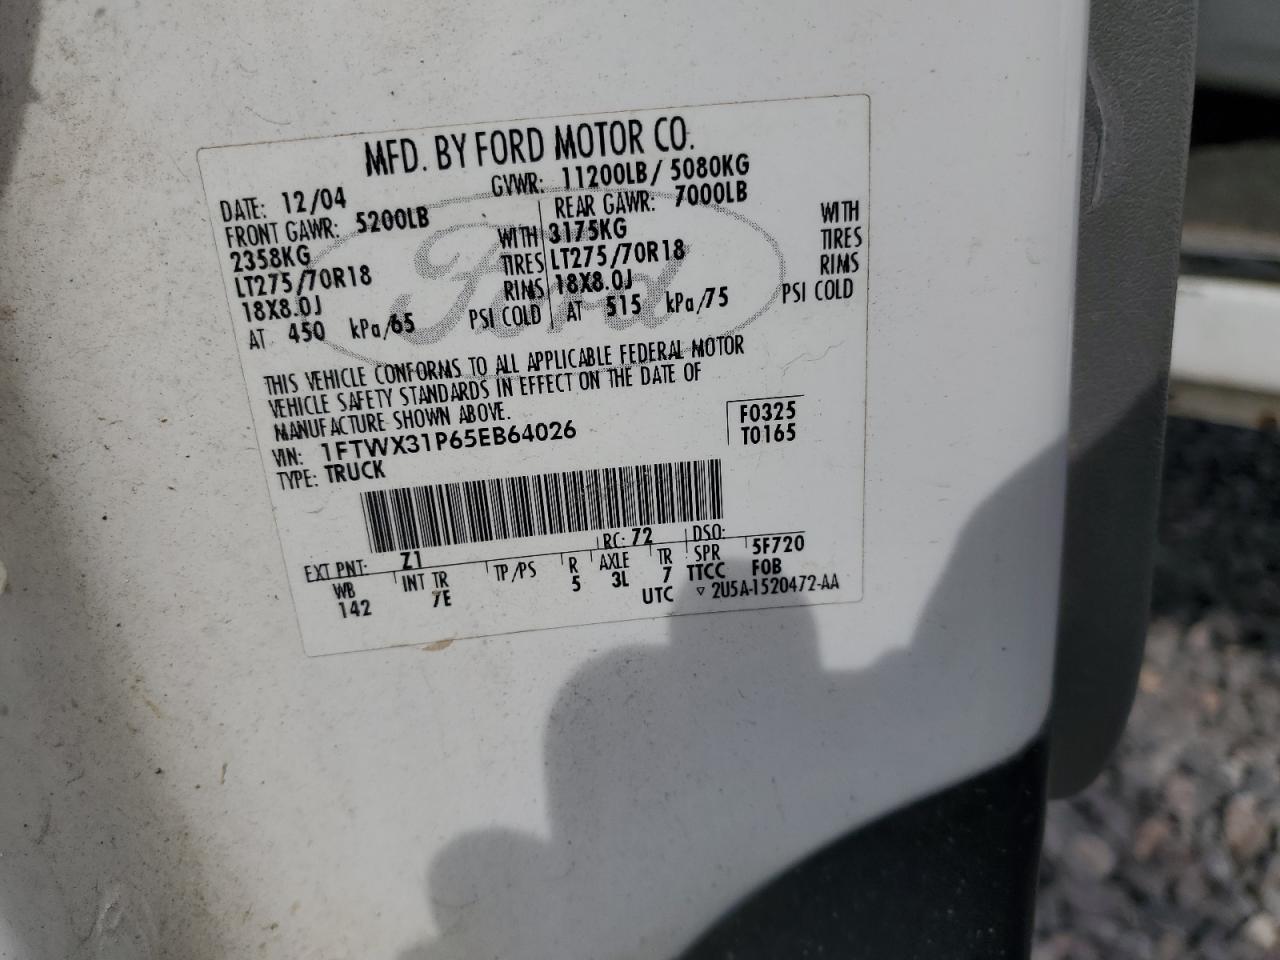 MFD. BY FORD MOTOR CO.
DATE: 12/04 GVWR: 11200LB / 5080KG
FRONT GAWR: 5200LB REAR GAWR: 7000LB
2358KG WITH 3175KG WITH
LT275/70R18 TIRES LT275/70R18 TIRES
18X8.0J RIMS 18X8.0J RIMS
AT 450 kPa/65 PSI COLD AT 515 kPa/75 PSI COLD
THIS VEHICLE CONFORMS TO ALL APPLICABLE FEDERAL MOTOR
VEHICLE SAFETY STANDARDS IN EFFECT ON THE DATE OF
MANUFACTURE SHOWN ABOVE.
VIN: 1FTWX31P65EB64026 F0325
TYPE: TRUCK T0165
EXT PNT: Z1 RC: 72 DSO:
WB INT TR TP/PS R AXLE TR SPR 5F720
142 7E 5 3L 7 TTCC FOB
UTC ▽ 2U5A-1520472-AA
Ford